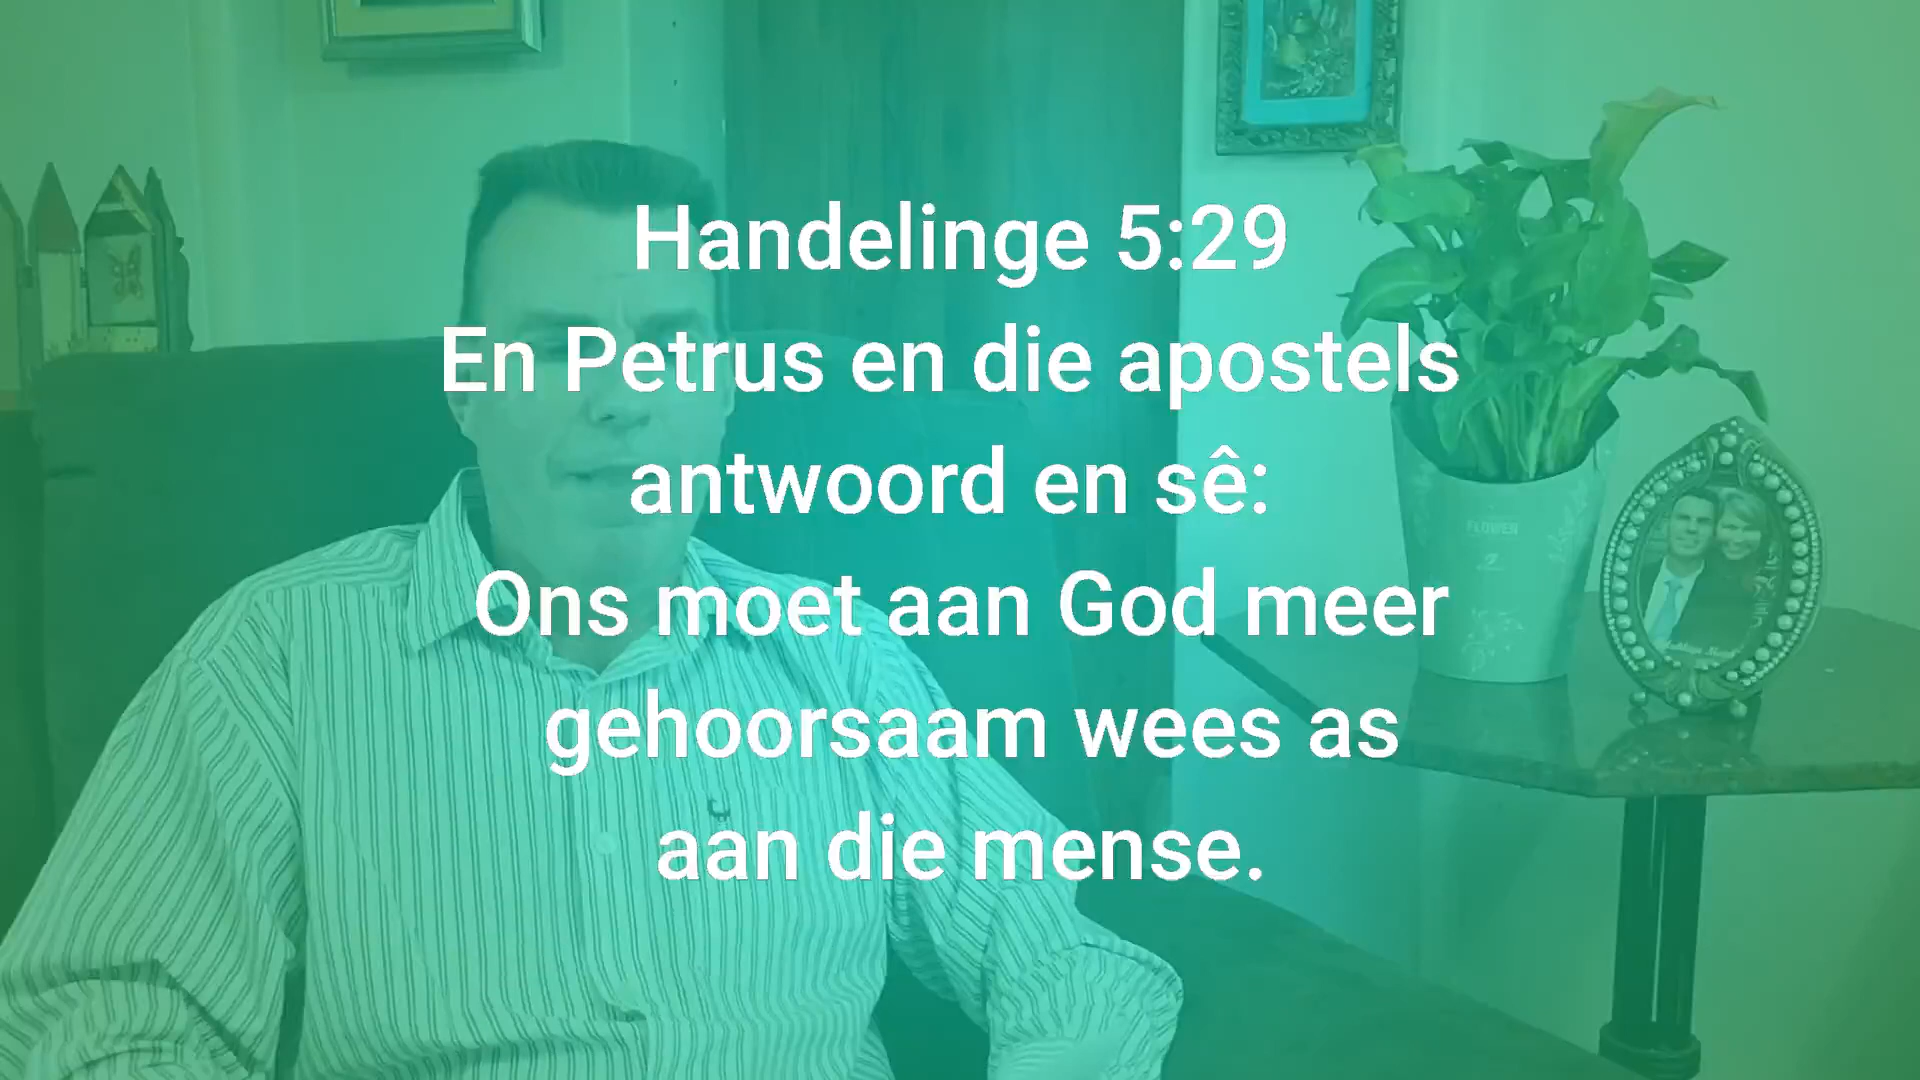 Handelinge 5:29
En Petrus en die apostels
antwoord en sê:
Ons moet aan God meer
gehoorsaam wees as
aan die mense.
FLOWER